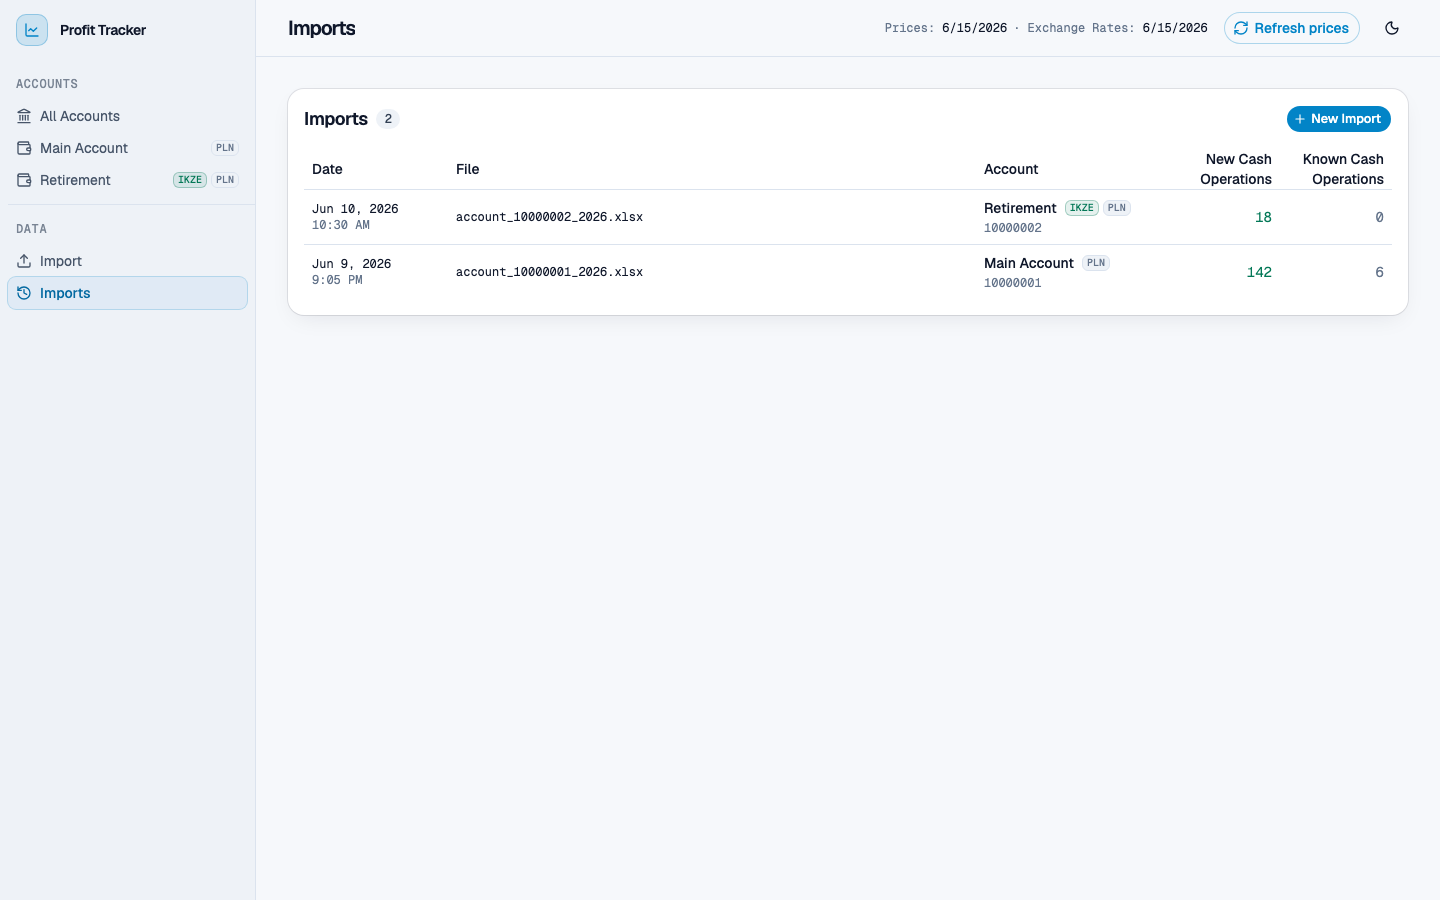 Profit Tracker
ACCOUNTS
All Accounts
Main Account PLN
Retirement IKZE PLN
DATA
Import
Imports
Imports
Prices: 6/15/2026 · Exchange Rates: 6/15/2026
Refresh prices
Imports 2
New Import
Date File Account New Cash Operations Known Cash Operations
Jun 10, 2026
10:30 AM
account_10000002_2026.xlsx
Retirement IKZE PLN
10000002
18
0
Jun 9, 2026
9:05 PM
account_10000001_2026.xlsx
Main Account PLN
10000001
142
6